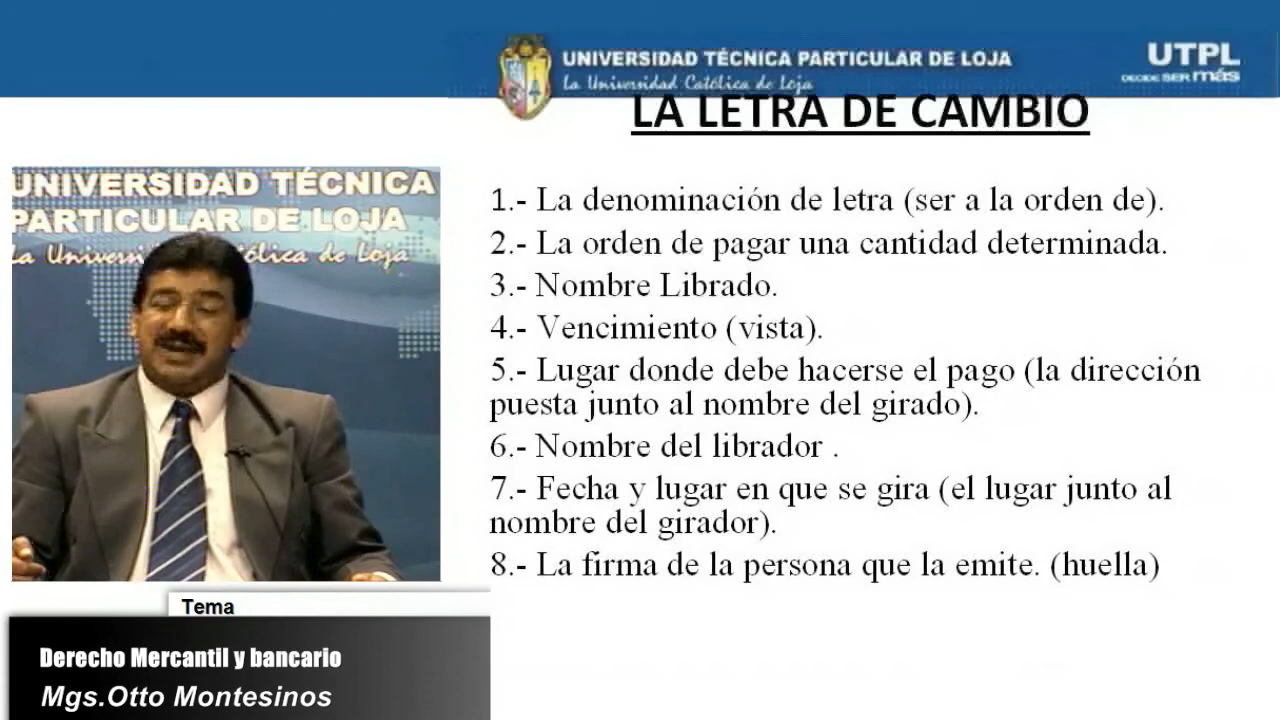 UNIVERSIDAD TÉCNICA PARTICULAR DE LOJA
La Universidad Católica de Loja
UTPL
DECIDE SER más
LA LETRA DE CAMBIO
UNIVERSIDAD TÉCNICA
PARTICULAR DE LOJA
La Univers ólica de Loja
1.- La denominación de letra (ser a la orden de).
2.- La orden de pagar una cantidad determinada.
3.- Nombre Librado.
4.- Vencimiento (vista).
5.- Lugar donde debe hacerse el pago (la dirección
puesta junto al nombre del girado).
6.- Nombre del librador .
7.- Fecha y lugar en que se gira (el lugar junto al
nombre del girador).
8.- La firma de la persona que la emite. (huella)
Tema
Derecho Mercantil y bancario
Mgs.Otto Montesinos